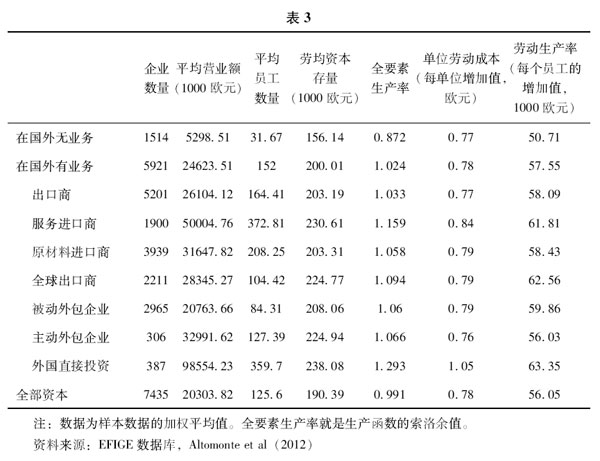 表 3
企业数量 平均营业额(1000 欧元) 平均员工数量 劳均资本存量(1000 欧元) 全要素生产率 单位劳动成本(每单位增加值, 欧元) 劳动生产率(每个员工的增加值, 1000 欧元)
在国外无业务 1514 5298.51 31.67 156.14 0.872 0.77 50.71
在国外有业务 5921 24623.51 152 200.01 1.024 0.78 57.55
出口商 5201 26104.12 164.41 203.19 1.033 0.77 58.09
服务进口商 1900 50004.76 372.81 230.61 1.159 0.84 61.81
原材料进口商 3939 31647.82 208.25 203.31 1.058 0.79 58.43
全球出口商 2211 28345.27 104.42 224.77 1.094 0.79 62.56
被动外包企业 2965 20763.66 84.31 208.06 1.06 0.79 59.86
主动外包企业 306 32991.62 127.39 224.94 1.066 0.76 56.03
外国直接投资 387 98554.23 359.7 238.08 1.293 1.05 63.35
全部资本 7435 20303.82 125.6 190.39 0.991 0.78 56.05
注: 数据为样本数据的加权平均值。全要素生产率就是生产函数的索洛余值。
资料来源: EFIGE 数据库, Altomonte et al (2012)